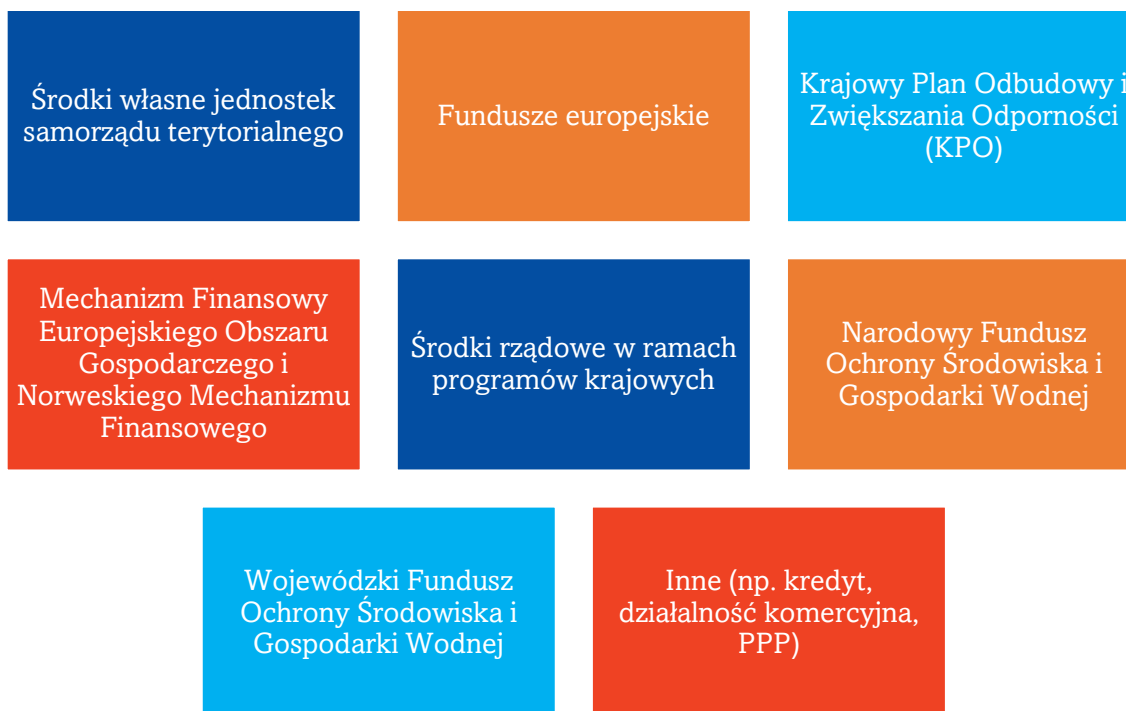 Środki własne jednostek
samorządu terytorialnego
Fundusze europejskie
Krajowy Plan Odbudowy i
Zwiększania Odporności
(KPO)
Mechanizm Finansowy
Europejskiego Obszaru
Gospodarczego i
Norweskiego Mechanizmu
Finansowego
Środki rządowe w ramach
programów krajowych
Narodowy Fundusz
Ochrony Środowiska i
Gospodarki Wodnej
Wojewódzki Fundusz
Ochrony Środowiska i
Gospodarki Wodnej
Inne (np. kredyt,
działalność komercyjna,
PPP)